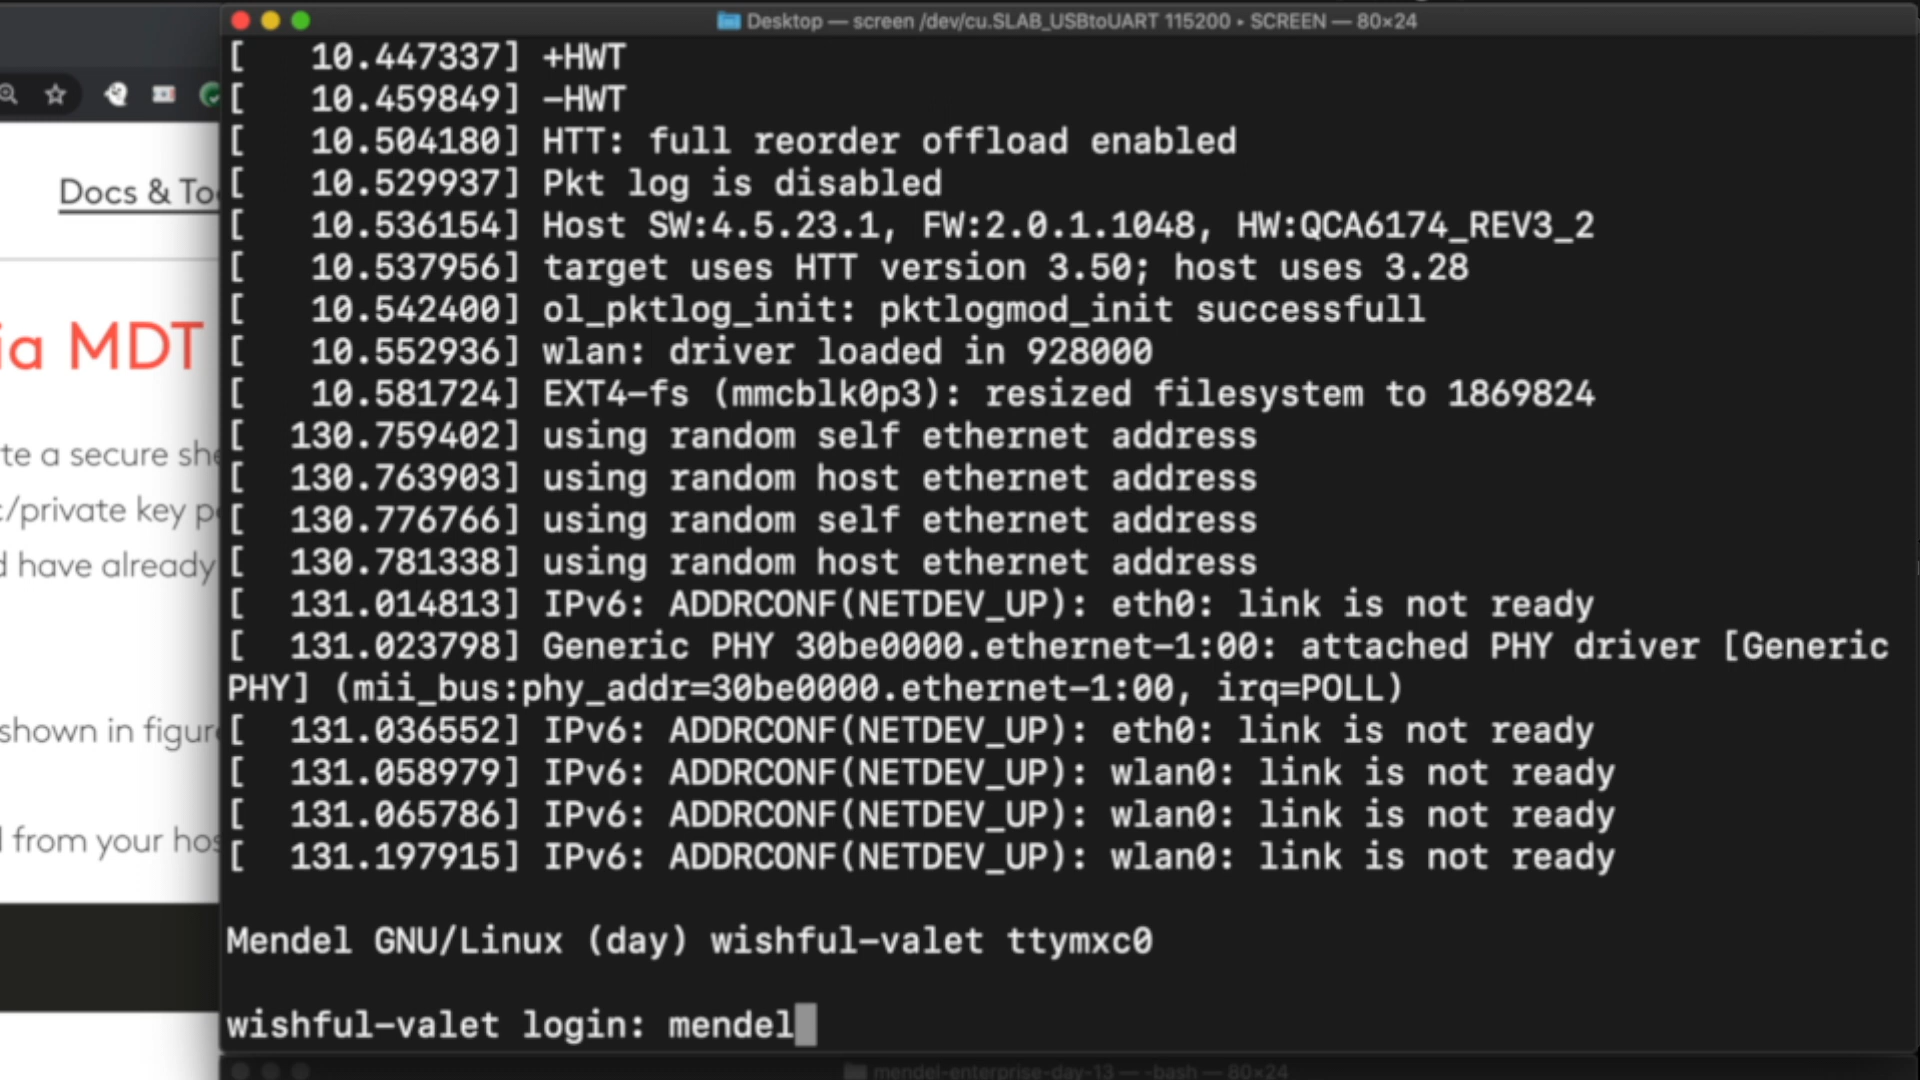 Desktop — screen /dev/cu.SLAB_USBtoUART 115200 • SCREEN — 80×24
[   10.447337] +HWT
[   10.459849] -HWT
[   10.504180] HTT: full reorder offload enabled
[   10.529937] Pkt log is disabled
[   10.536154] Host SW:4.5.23.1, FW:2.0.1.1048, HW:QCA6174_REV3_2
[   10.537956] target uses HTT version 3.50; host uses 3.28
[   10.542400] ol_pktlog_init: pktlogmod_init successfull
[   10.552936] wlan: driver loaded in 928000
[   10.581724] EXT4-fs (mmcblk0p3): resized filesystem to 1869824
[  130.759402] using random self ethernet address
[  130.763903] using random host ethernet address
[  130.776766] using random self ethernet address
[  130.781338] using random host ethernet address
[  131.014813] IPv6: ADDRCONF(NETDEV_UP): eth0: link is not ready
[  131.023798] Generic PHY 30be0000.ethernet-1:00: attached PHY driver [Generic
PHY] (mii_bus:phy_addr=30be0000.ethernet-1:00, irq=POLL)
[  131.036552] IPv6: ADDRCONF(NETDEV_UP): eth0: link is not ready
[  131.058979] IPv6: ADDRCONF(NETDEV_UP): wlan0: link is not ready
[  131.065786] IPv6: ADDRCONF(NETDEV_UP): wlan0: link is not ready
[  131.197915] IPv6: ADDRCONF(NETDEV_UP): wlan0: link is not ready
Mendel GNU/Linux (day) wishful-valet ttymxc0
wishful-valet login: mendel
mendel-enterprise-day-13 — -bash — 80×24
Docs & To
ia MDT
te a secure she
c/private key p
d have already
shown in figur
from your hos